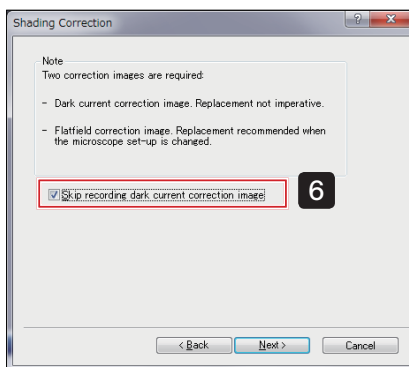 Shading Correction
Note
Two correction images are required:
- Dark current correction image. Replacement not imperative.
- Flatfield correction image. Replacement recommended when
the microscope set-up is changed.
Skip recording dark current correction image
6
< Back
Next >
Cancel